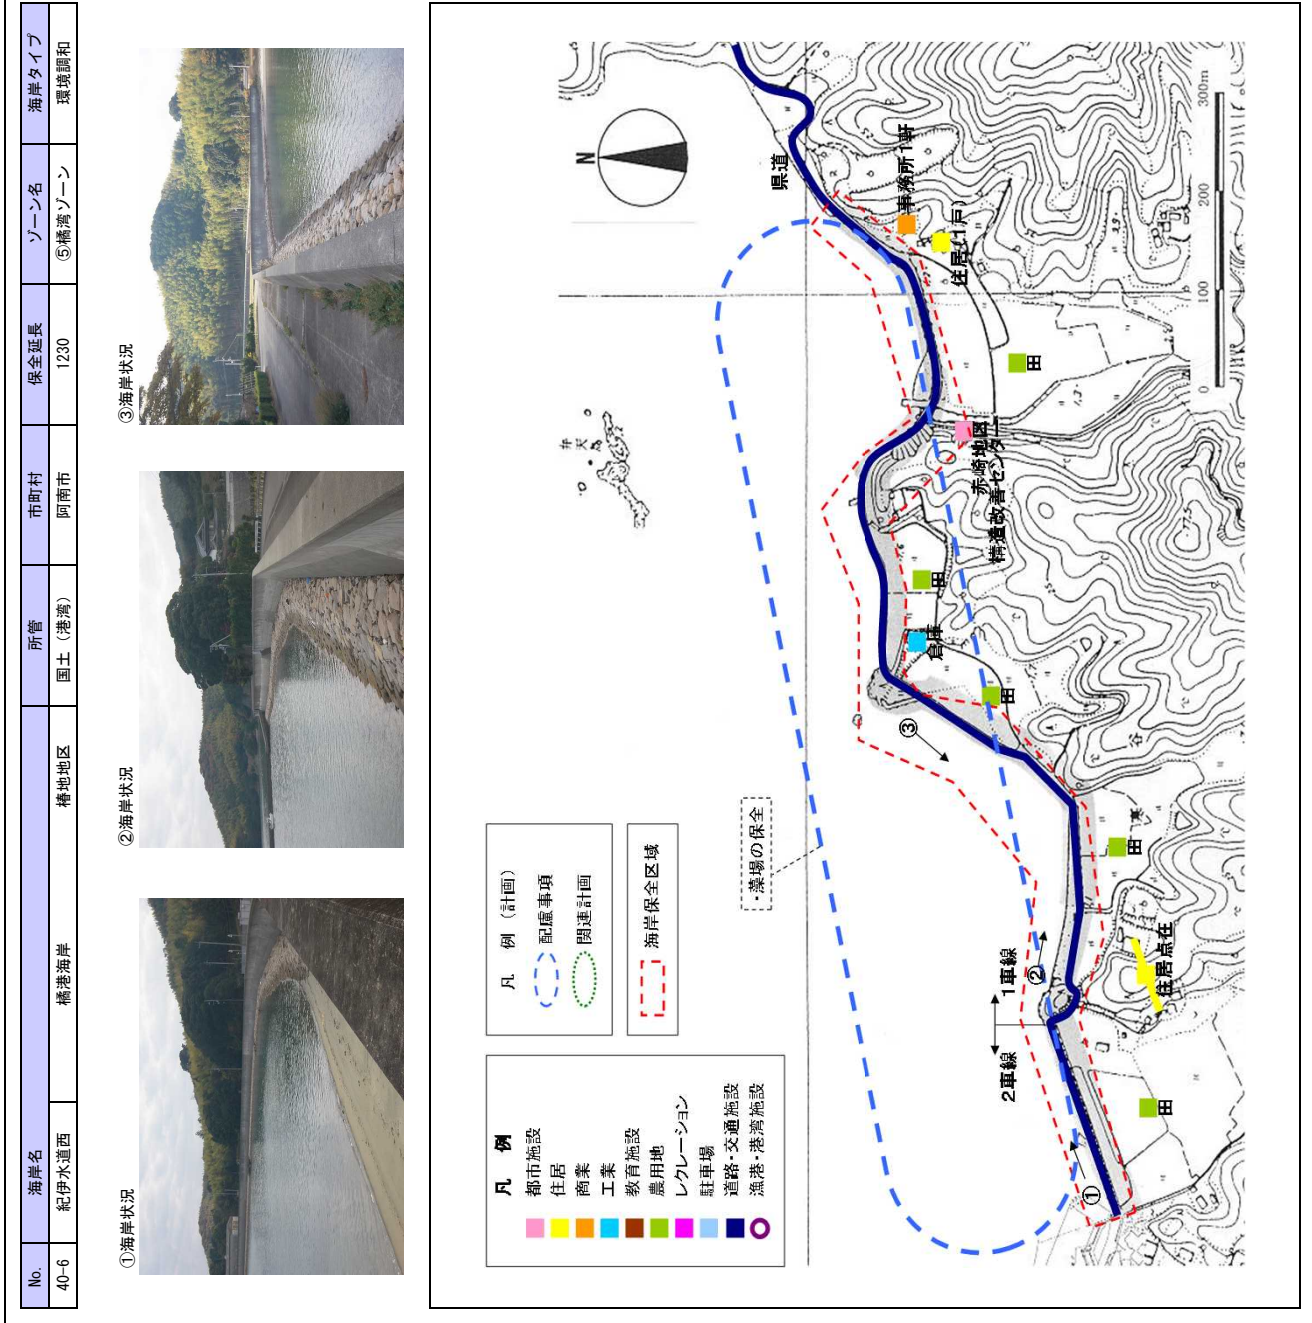 No.
海岸名
所管
市町村
保全延長
ゾーン名
海岸タイプ
40-6
紀伊水道西
橘港海岸
椿地地区
国土（港湾）
阿南市
1230
⑤橘湾ゾーン
環境調和
①海岸状況
②海岸状況
③海岸状況
凡 例
都市施設
住居
商業
工業
教育施設
農用地
レクレーション
駐車場
道路・交通施設
漁港・港湾施設
凡 例（計画）
配慮事項
関連計画
海岸保全区域
・藻場の保全
弁
天
島
N
県道
事務所1軒
住居（1戸）
田
赤崎地区
構造改善センター
田
倉庫
田
③
田
②
1車線
2車線
住居点在
田
①
0
100
200
300m